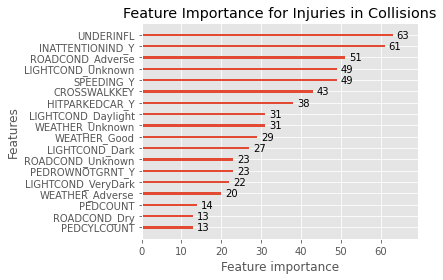 Feature Importance for Injuries in Collisions
UNDERINFL 63
INATTENTIONIND_Y 61
ROADCOND_Adverse 51
LIGHTCOND_Unknown 49
SPEEDING_Y 49
CROSSWALKKEY 43
HITPARKEDCAR_Y 38
LIGHTCOND_Daylight 31
WEATHER_Unknown 31
WEATHER_Good 29
LIGHTCOND_Dark 27
ROADCOND_Unknown 23
PEDROWNOTGRNT_Y 23
LIGHTCOND_VeryDark 22
WEATHER_Adverse 20
PEDCOUNT 14
ROADCOND_Dry 13
PEDCYLCOUNT 13
Features
0 10 20 30 40 50 60
Feature importance